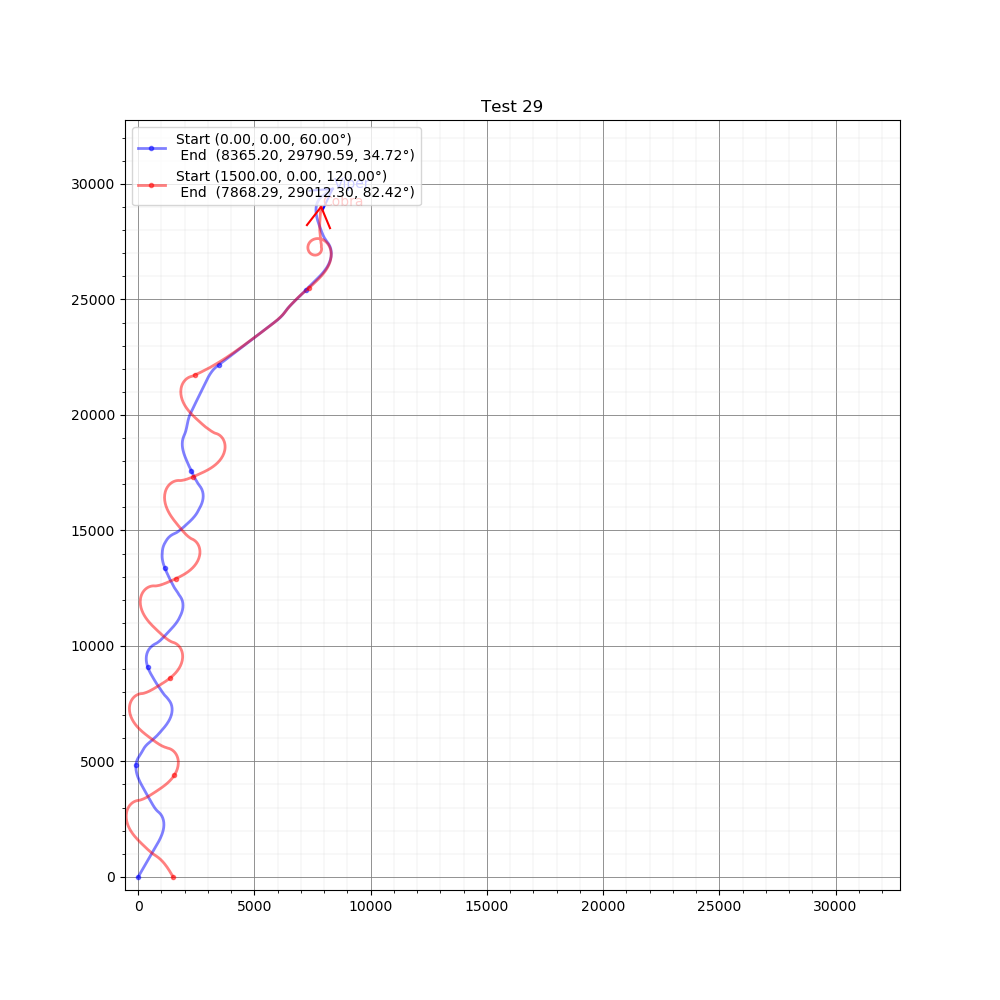 Test 29
Start (0.00, 0.00, 60.00°)
End (8365.20, 29790.59, 34.72°)
Start (1500.00, 0.00, 120.00°)
End (7868.29, 29012.30, 82.42°)
Viper
Cobra
30000
25000
20000
15000
10000
5000
0
0 5000 10000 15000 20000 25000 30000